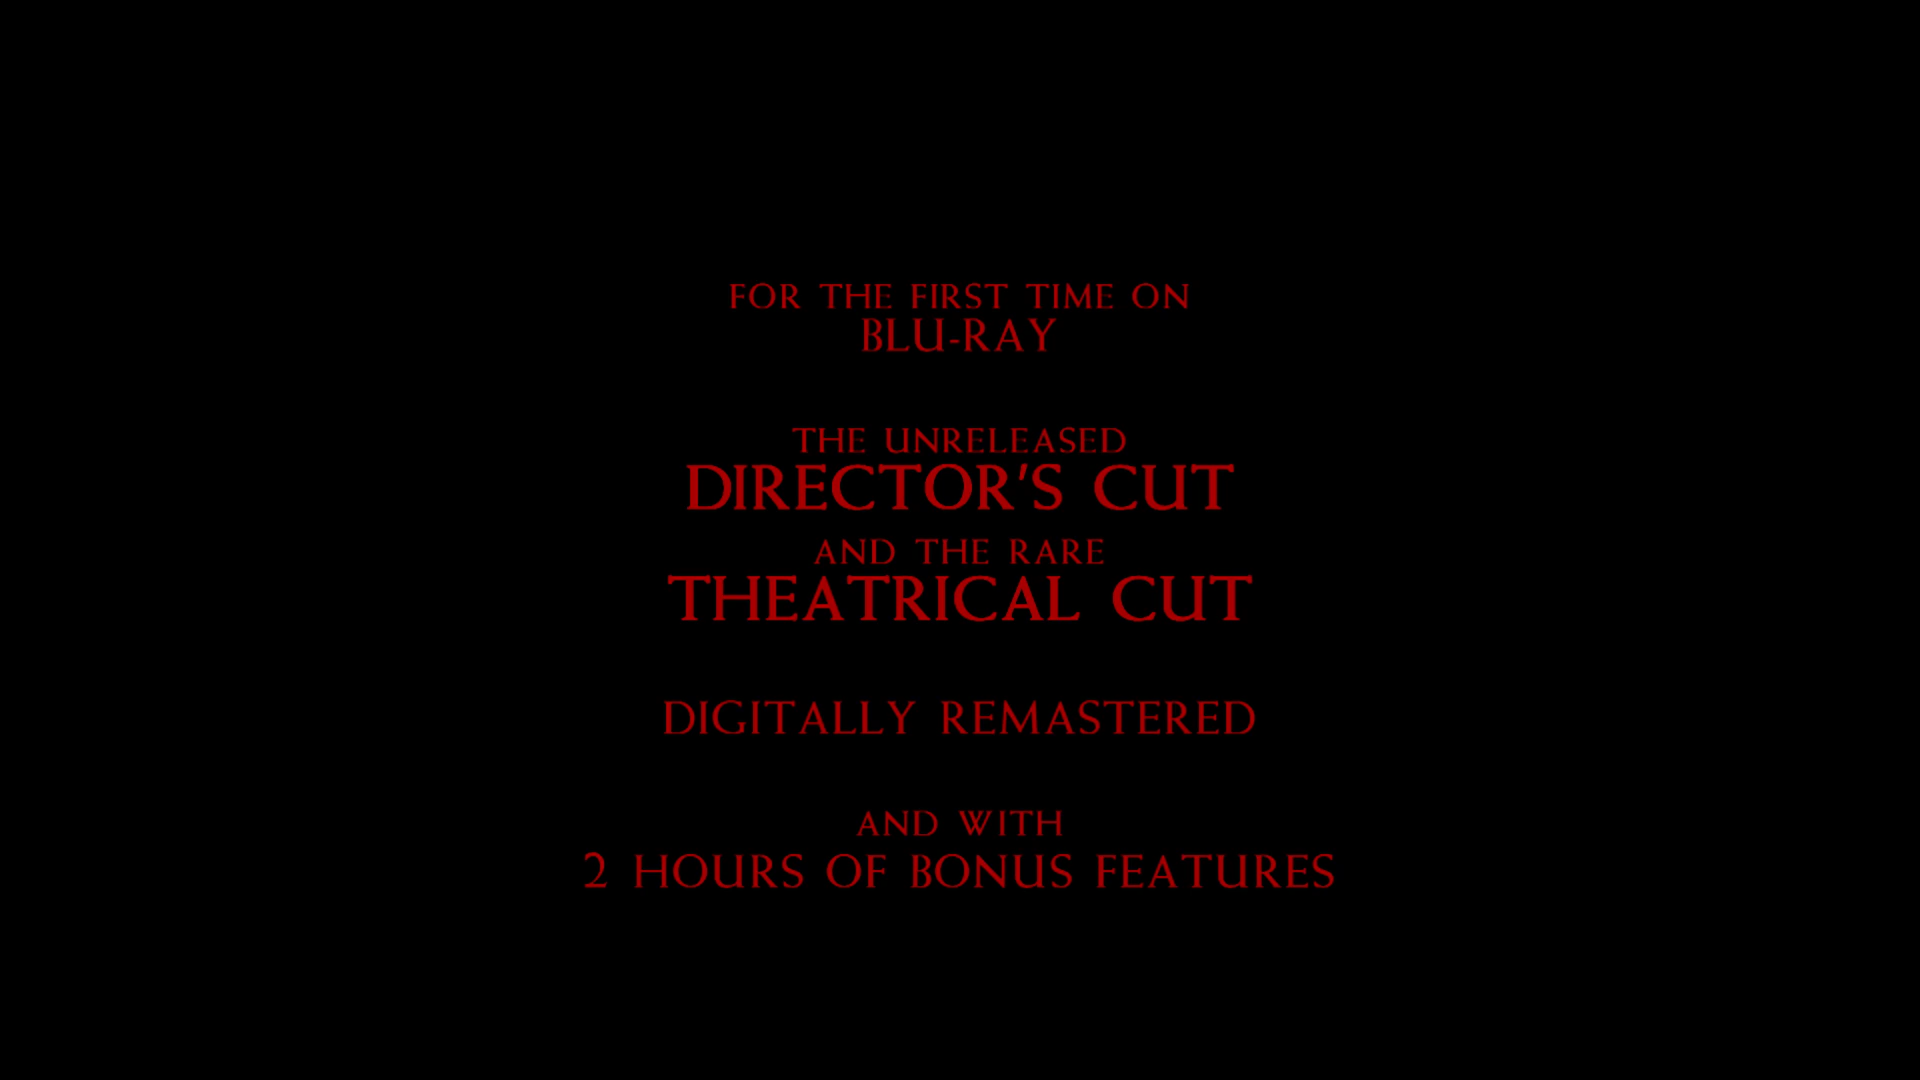 FOR THE FIRST TIME ON
BLU-RAY
THE UNRELEASED
DIRECTOR'S CUT
AND THE RARE
THEATRICAL CUT
DIGITALLY REMASTERED
AND WITH
2 HOURS OF BONUS FEATURES